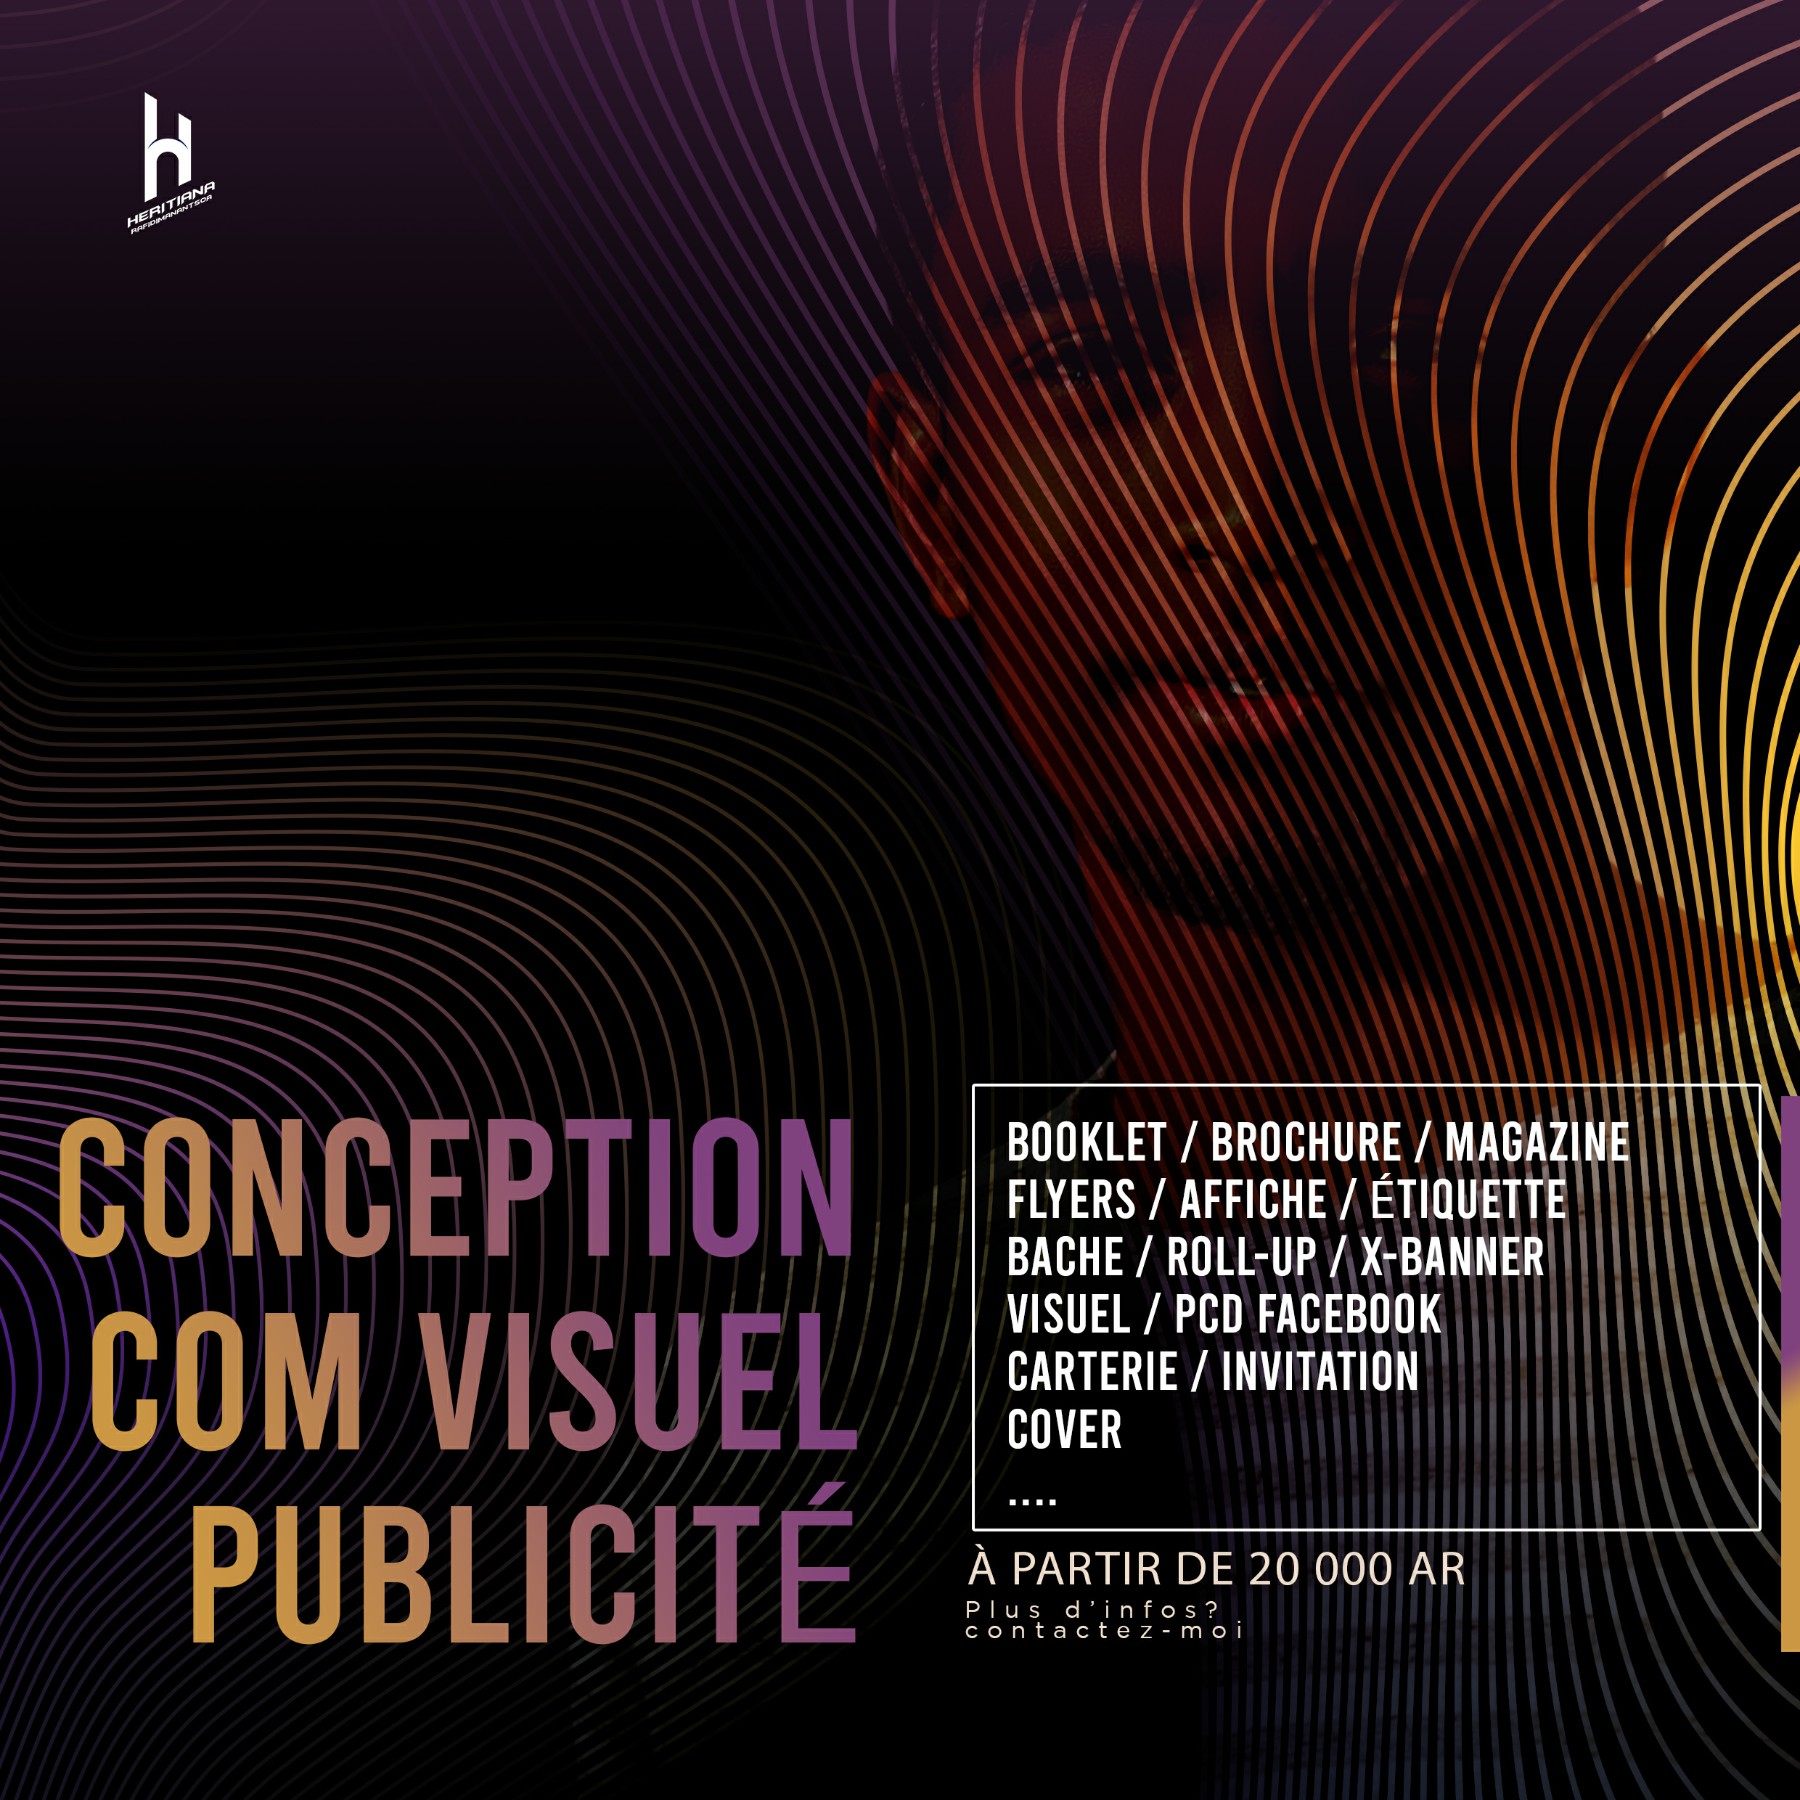 HERITIANA
RAFIDIMANANTSOA
CONCEPTION
COM VISUEL
PUBLICITÉ
BOOKLET / BROCHURE / MAGAZINE
FLYERS / AFFICHE / ÉTIQUETTE
BACHE / ROLL-UP / X-BANNER
VISUEL / PCD FACEBOOK
CARTERIE / INVITATION
COVER
....
À PARTIR DE 20 000 AR
Plus d'infos?
contactez-moi